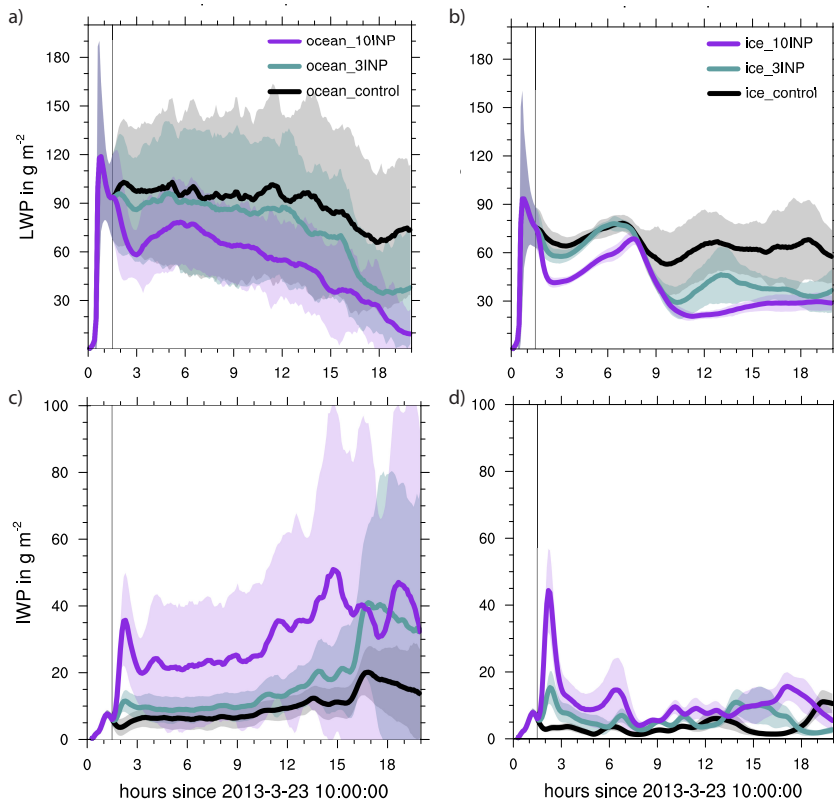 a)
b)
ocean_10INP
ocean_3INP
ocean_control
ice_10INP
ice_3INP
ice_control
LWP in g m⁻²
180
150
120
90
60
30
0 3 6 9 12 15 18
180
150
120
90
60
30
0 3 6 9 12 15 18
c)
d)
IWP in g m⁻²
100
80
60
40
20
0
0 3 6 9 12 15 18
100
80
60
40
20
0
0 3 6 9 12 15 18
hours since 2013-3-23 10:00:00
hours since 2013-3-23 10:00:00